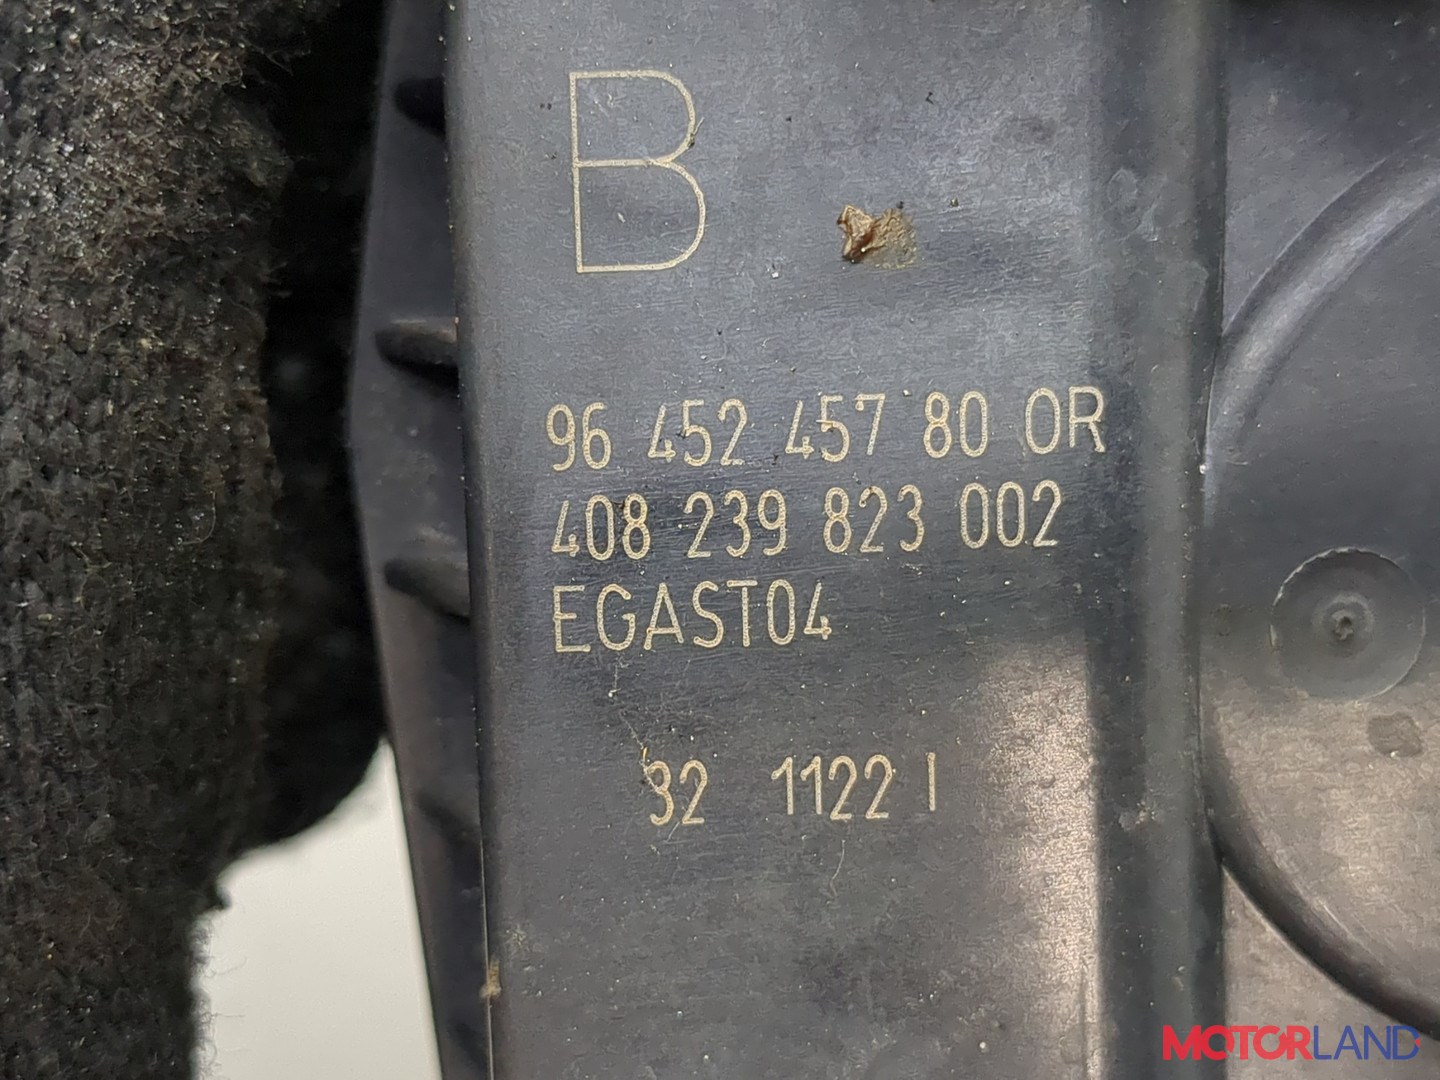 B
96 452 457 80 OR
408 239 823 002
EGAST04
32 1122 I
MOTORLAND